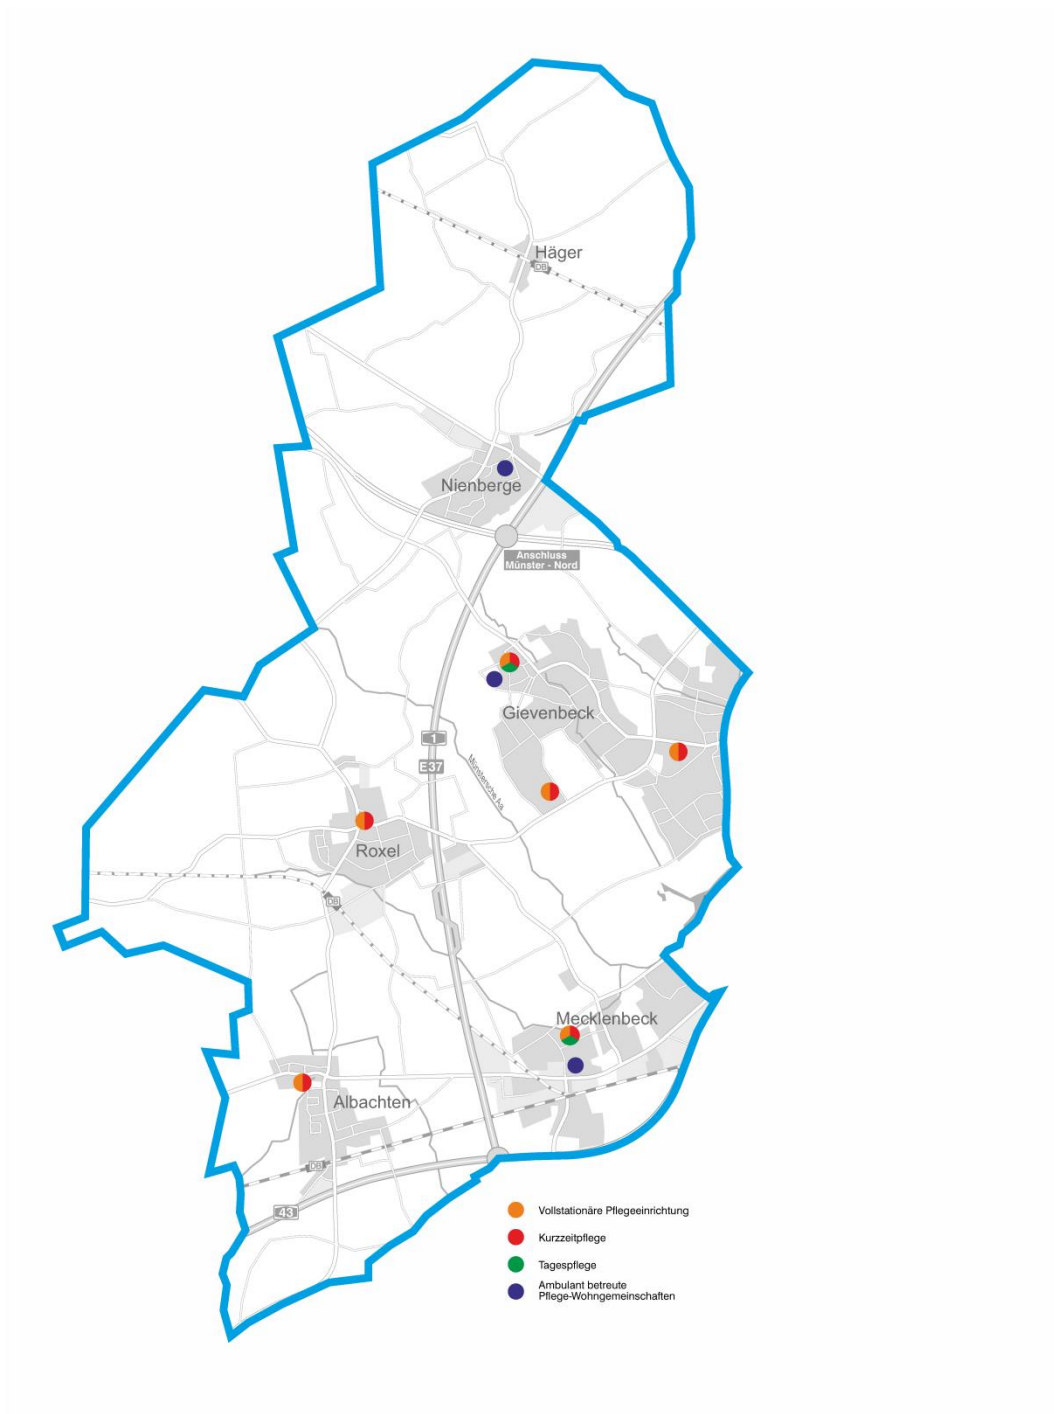 Häger
DB
Nienberge
Anschluss
Münster - Nord
Gievenbeck
1
E37
Münstersche Aa
Roxel
DB
Mecklenbeck
Albachten
DB
43
Vollstationäre Pflegeeinrichtung
Kurzzeitpflege
Tagespflege
Ambulant betreute
Pflege-Wohngemeinschaften